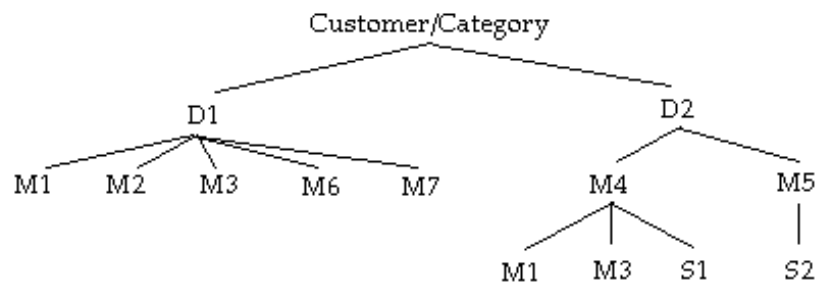 Customer/Category
D1 D2
M1 M2 M3 M6 M7 M4 M5
M1 M3 S1 S2